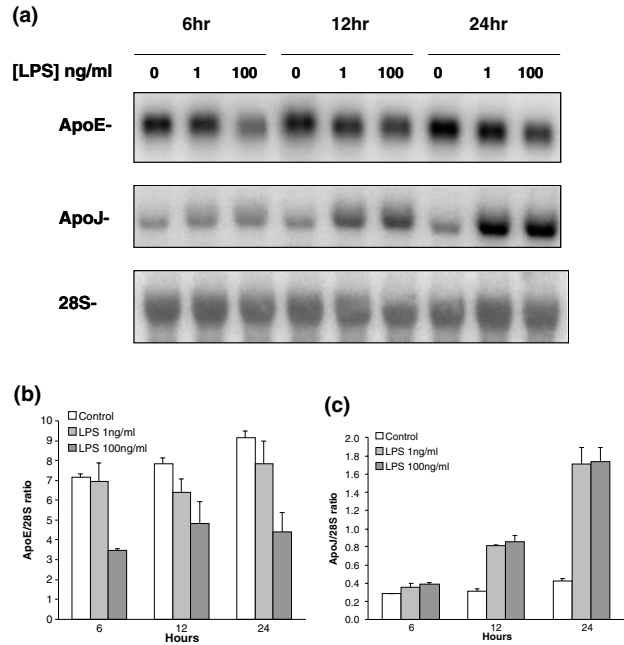 (a)
6hr 12hr 24hr
[LPS] ng/ml 0 1 100 0 1 100 0 1 100
ApoE-
ApoJ-
28S-
(b)
Control
LPS 1ng/ml
LPS 100ng/ml
ApoE/28S ratio
10
9
8
7
6
5
4
3
2
1
0
6 12 24
Hours
(c)
Control
LPS 1ng/ml
LPS 100ng/ml
ApoJ/28S ratio
2.0
1.8
1.6
1.4
1.2
1.0
0.8
0.6
0.4
0.2
0.0
6 12 24
Hours